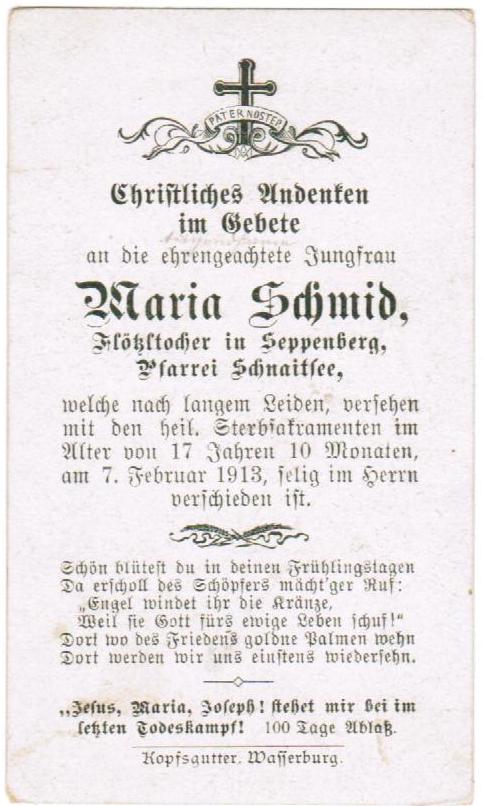 PATER NOSTER
Christliches Andenken
im Gebete
an die ehrengeachtete Jungfrau
Maria Schmid,
Flötzltocher in Seppenberg,
Pfarrei Schnaitsee,
welche nach langem Leiden, versehen
mit den heil. Sterbsakramenten im
Alter von 17 Jahren 10 Monaten,
am 7. Februar 1913, selig im Herrn
verschieden ist.
Schön blütest du in deinen Frühlingstagen
Da erscholl des Schöpfers mächt'ger Ruf:
„Engel windet ihr die Kränze,
Weil sie Gott fürs ewige Leben schuf!"
Dort wo des Friedens goldne Palmen wehn
Dort werden wir uns einstens wiedersehn.
„Jesus, Maria, Joseph! stehet mir bei im
letzten Todeskampf! 100 Tage Ablaß.
Kopfsgutter, Wasserburg.